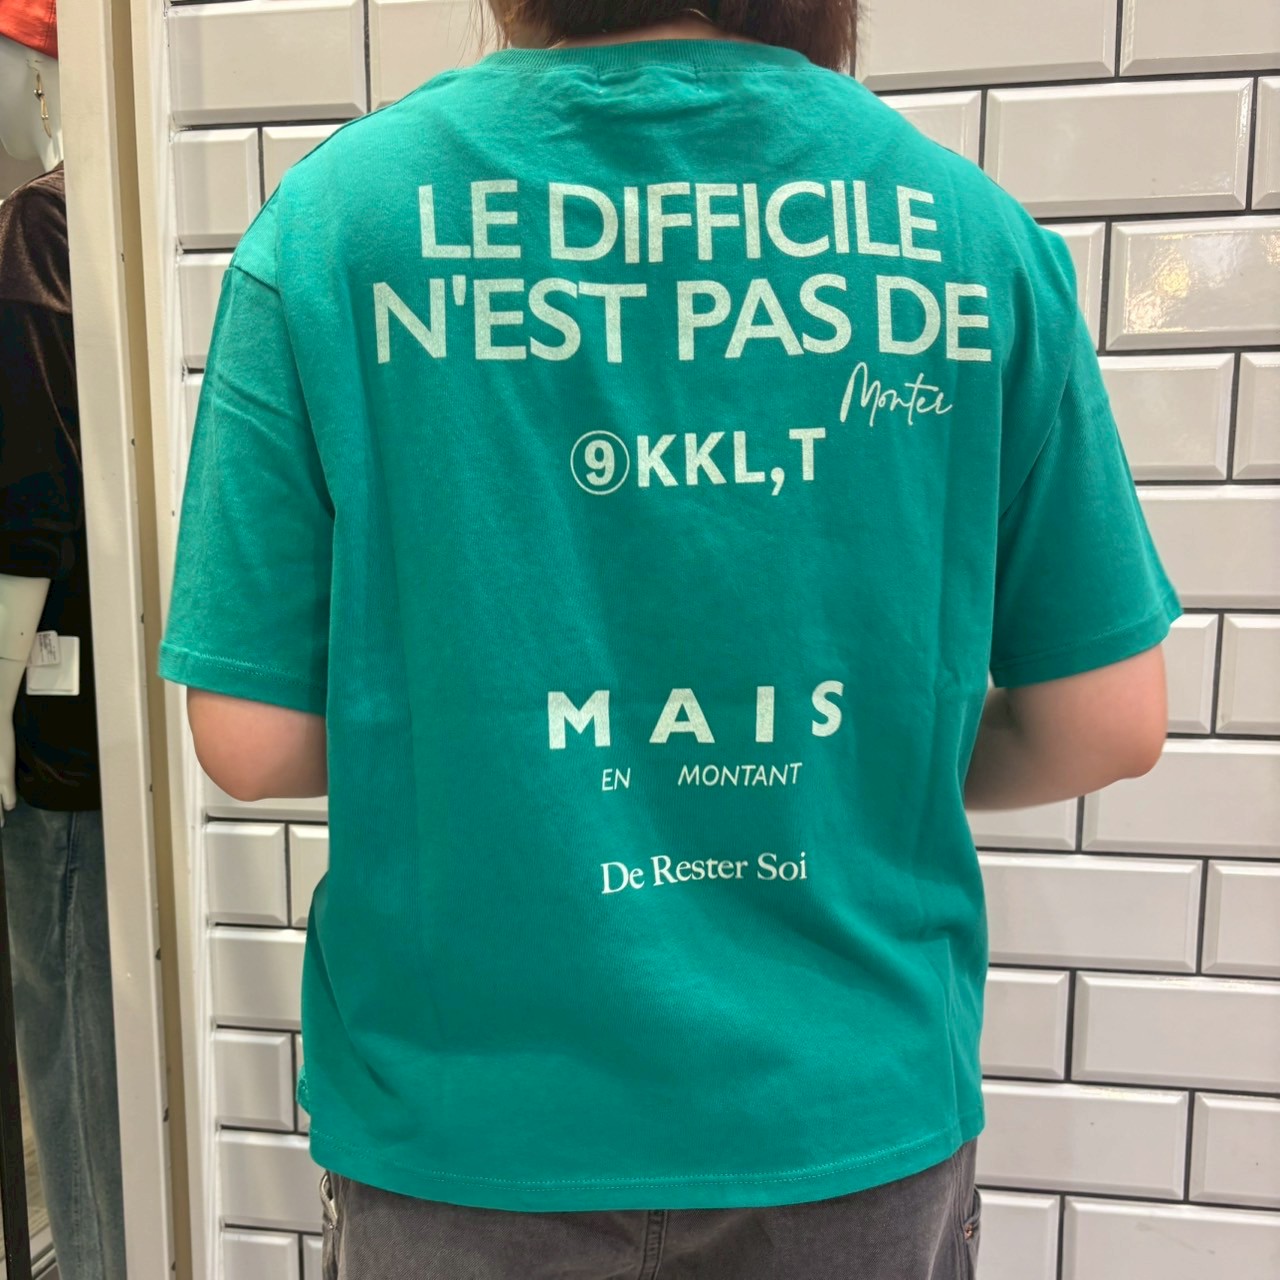 LE DIFFICILE
N'EST PAS DE
Monter
⑨KKL,T
MAIS
EN MONTANT
De Rester Soi